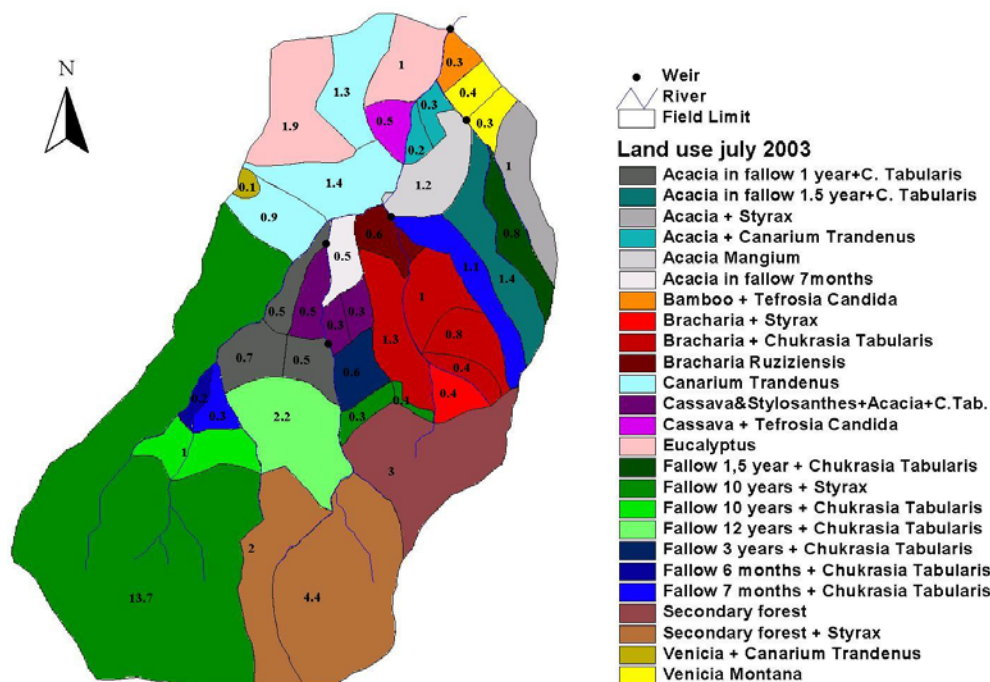 N
1
0.3
1.3
0.4
0.3
0.5
0.3
1.9
0.2
1
1.4
1.2
0.1
0.9
0.6
0.8
0.5
1.1
1.4
1
0.5
0.5
0.3
0.3
0.8
1.3
0.7
0.5
0.6
0.4
0.4
0.2
0.3
2.2
0.3
0.1
1
3
2
13.7
4.4
Weir
River
Field Limit
Land use july 2003
Acacia in fallow 1 year+C. Tabularis
Acacia in fallow 1.5 year+C. Tabularis
Acacia + Styrax
Acacia + Canarium Trandenus
Acacia Mangium
Acacia in fallow 7months
Bamboo + Tefrosia Candida
Bracharia + Styrax
Bracharia + Chukrasia Tabularis
Bracharia Ruziziensis
Canarium Trandenus
Cassava&Stylosanthes+Acacia+C.Tab.
Cassava + Tefrosia Candida
Eucalyptus
Fallow 1,5 year + Chukrasia Tabularis
Fallow 10 years + Styrax
Fallow 10 years + Chukrasia Tabularis
Fallow 12 years + Chukrasia Tabularis
Fallow 3 years + Chukrasia Tabularis
Fallow 6 months + Chukrasia Tabularis
Fallow 7 months + Chukrasia Tabularis
Secondary forest
Secondary forest + Styrax
Venicia + Canarium Trandenus
Venicia Montana